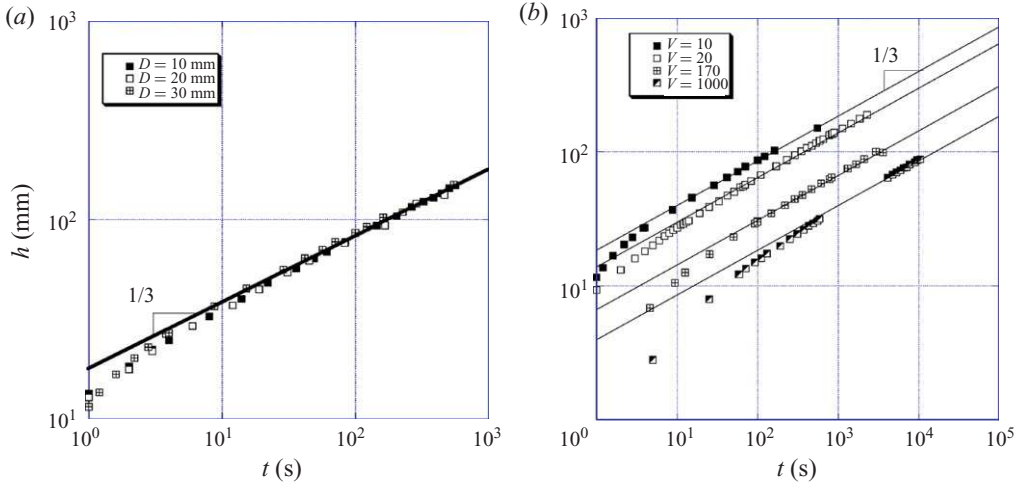 (a)
10³
D = 10 mm
D = 20 mm
D = 30 mm
h (mm)
10²
1/3
10¹
10⁰ 10¹ 10² 10³
t (s)
(b)
10³
V = 10
V = 20
V = 170
V = 1000
1/3
10²
10¹
10⁰ 10¹ 10² 10³ 10⁴ 10⁵
t (s)